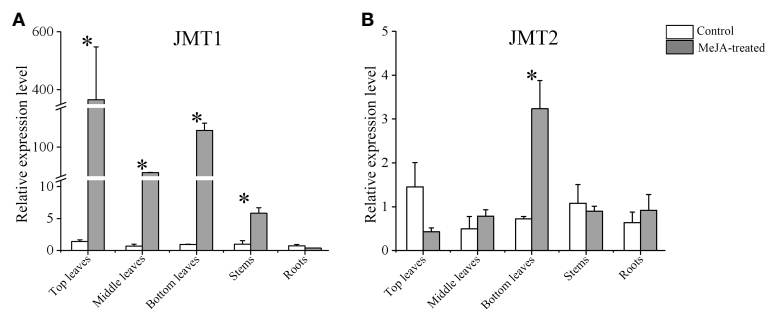 A
JMT1
Relative expression level
600
400
100
10
5
0
*
*
*
*
Top leaves
Middle leaves
Bottom leaves
Stems
Roots
B
JMT2
Relative expression level
5
4
3
2
1
0
*
Top leaves
Middle leaves
Bottom leaves
Stems
Roots
Control
MeJA-treated